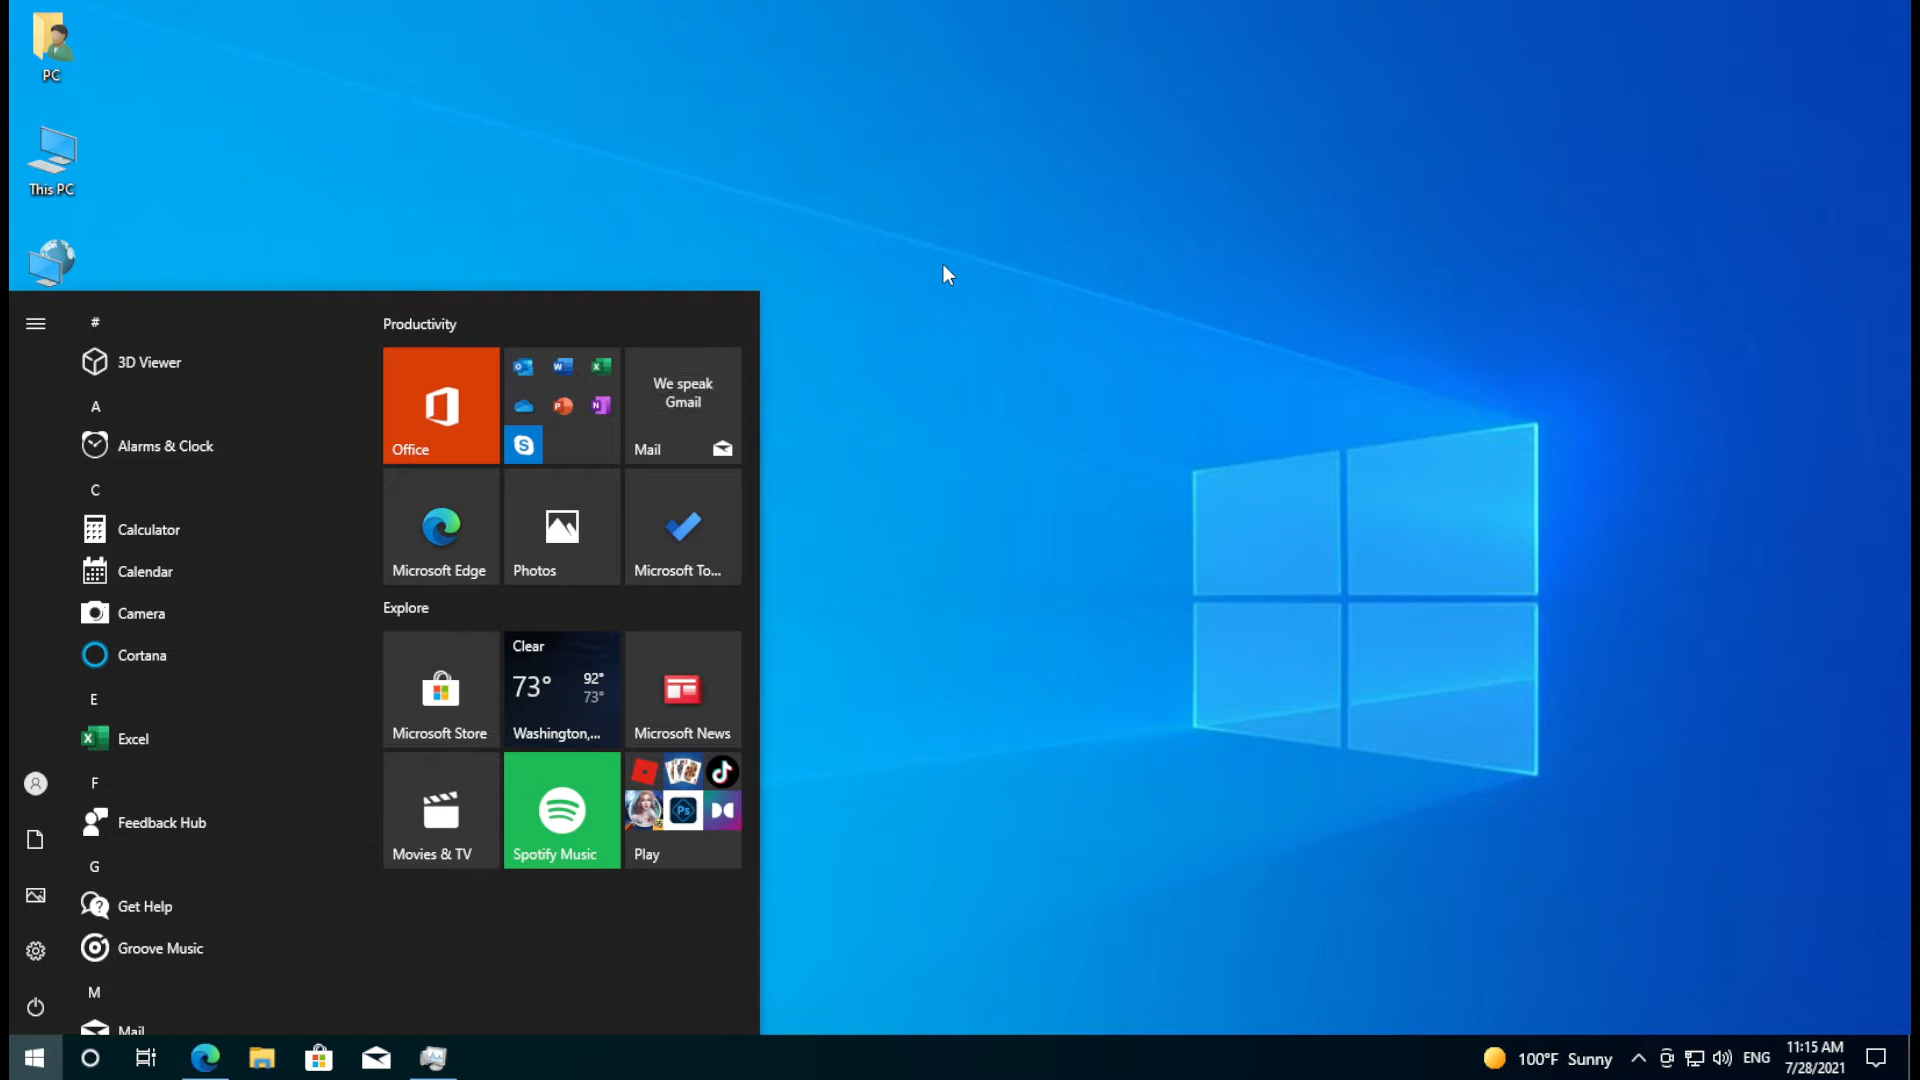 PC
This PC
#
3D Viewer
A
Alarms & Clock
C
Calculator
Calendar
Camera
Cortana
E
Excel
F
Feedback Hub
G
Get Help
Groove Music
M
Mail
Productivity
Office
We speak
Gmail
Mail
Microsoft Edge
Photos
Microsoft To...
Explore
Microsoft Store
Clear
73° 92°
73°
Washington,...
Microsoft News
Movies & TV
Spotify Music
Ps
Play
100°F Sunny
ENG
11:15 AM
7/28/2021